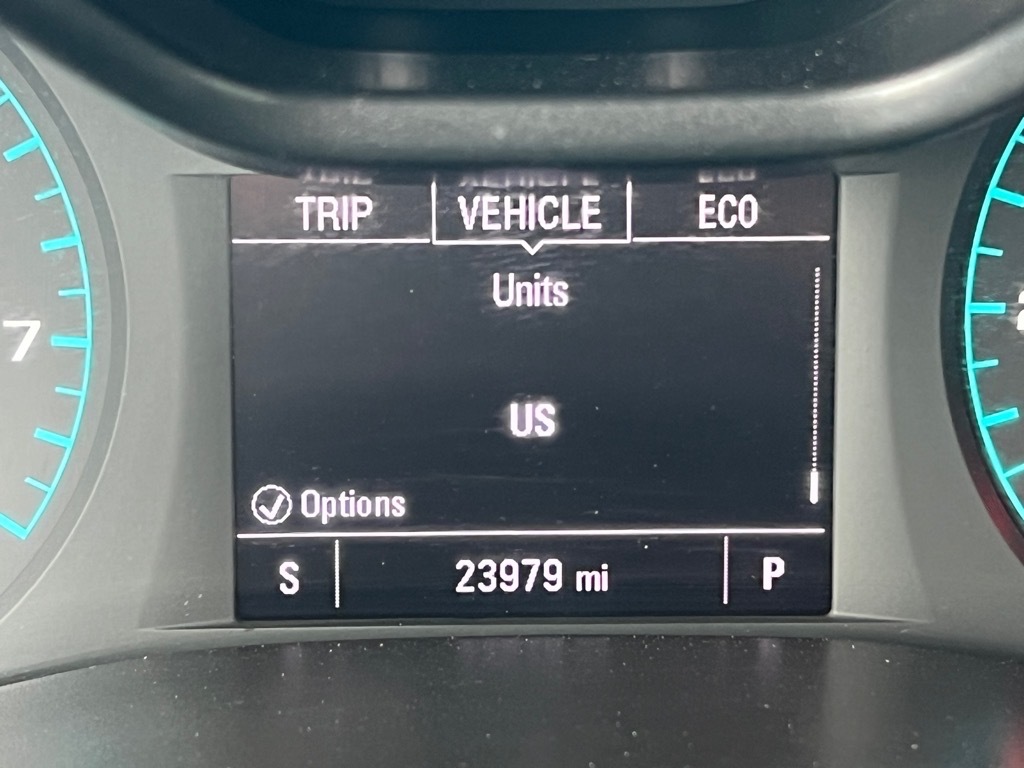 TRIP VEHICLE ECO
Units
US
Options
S 23979 mi P
7